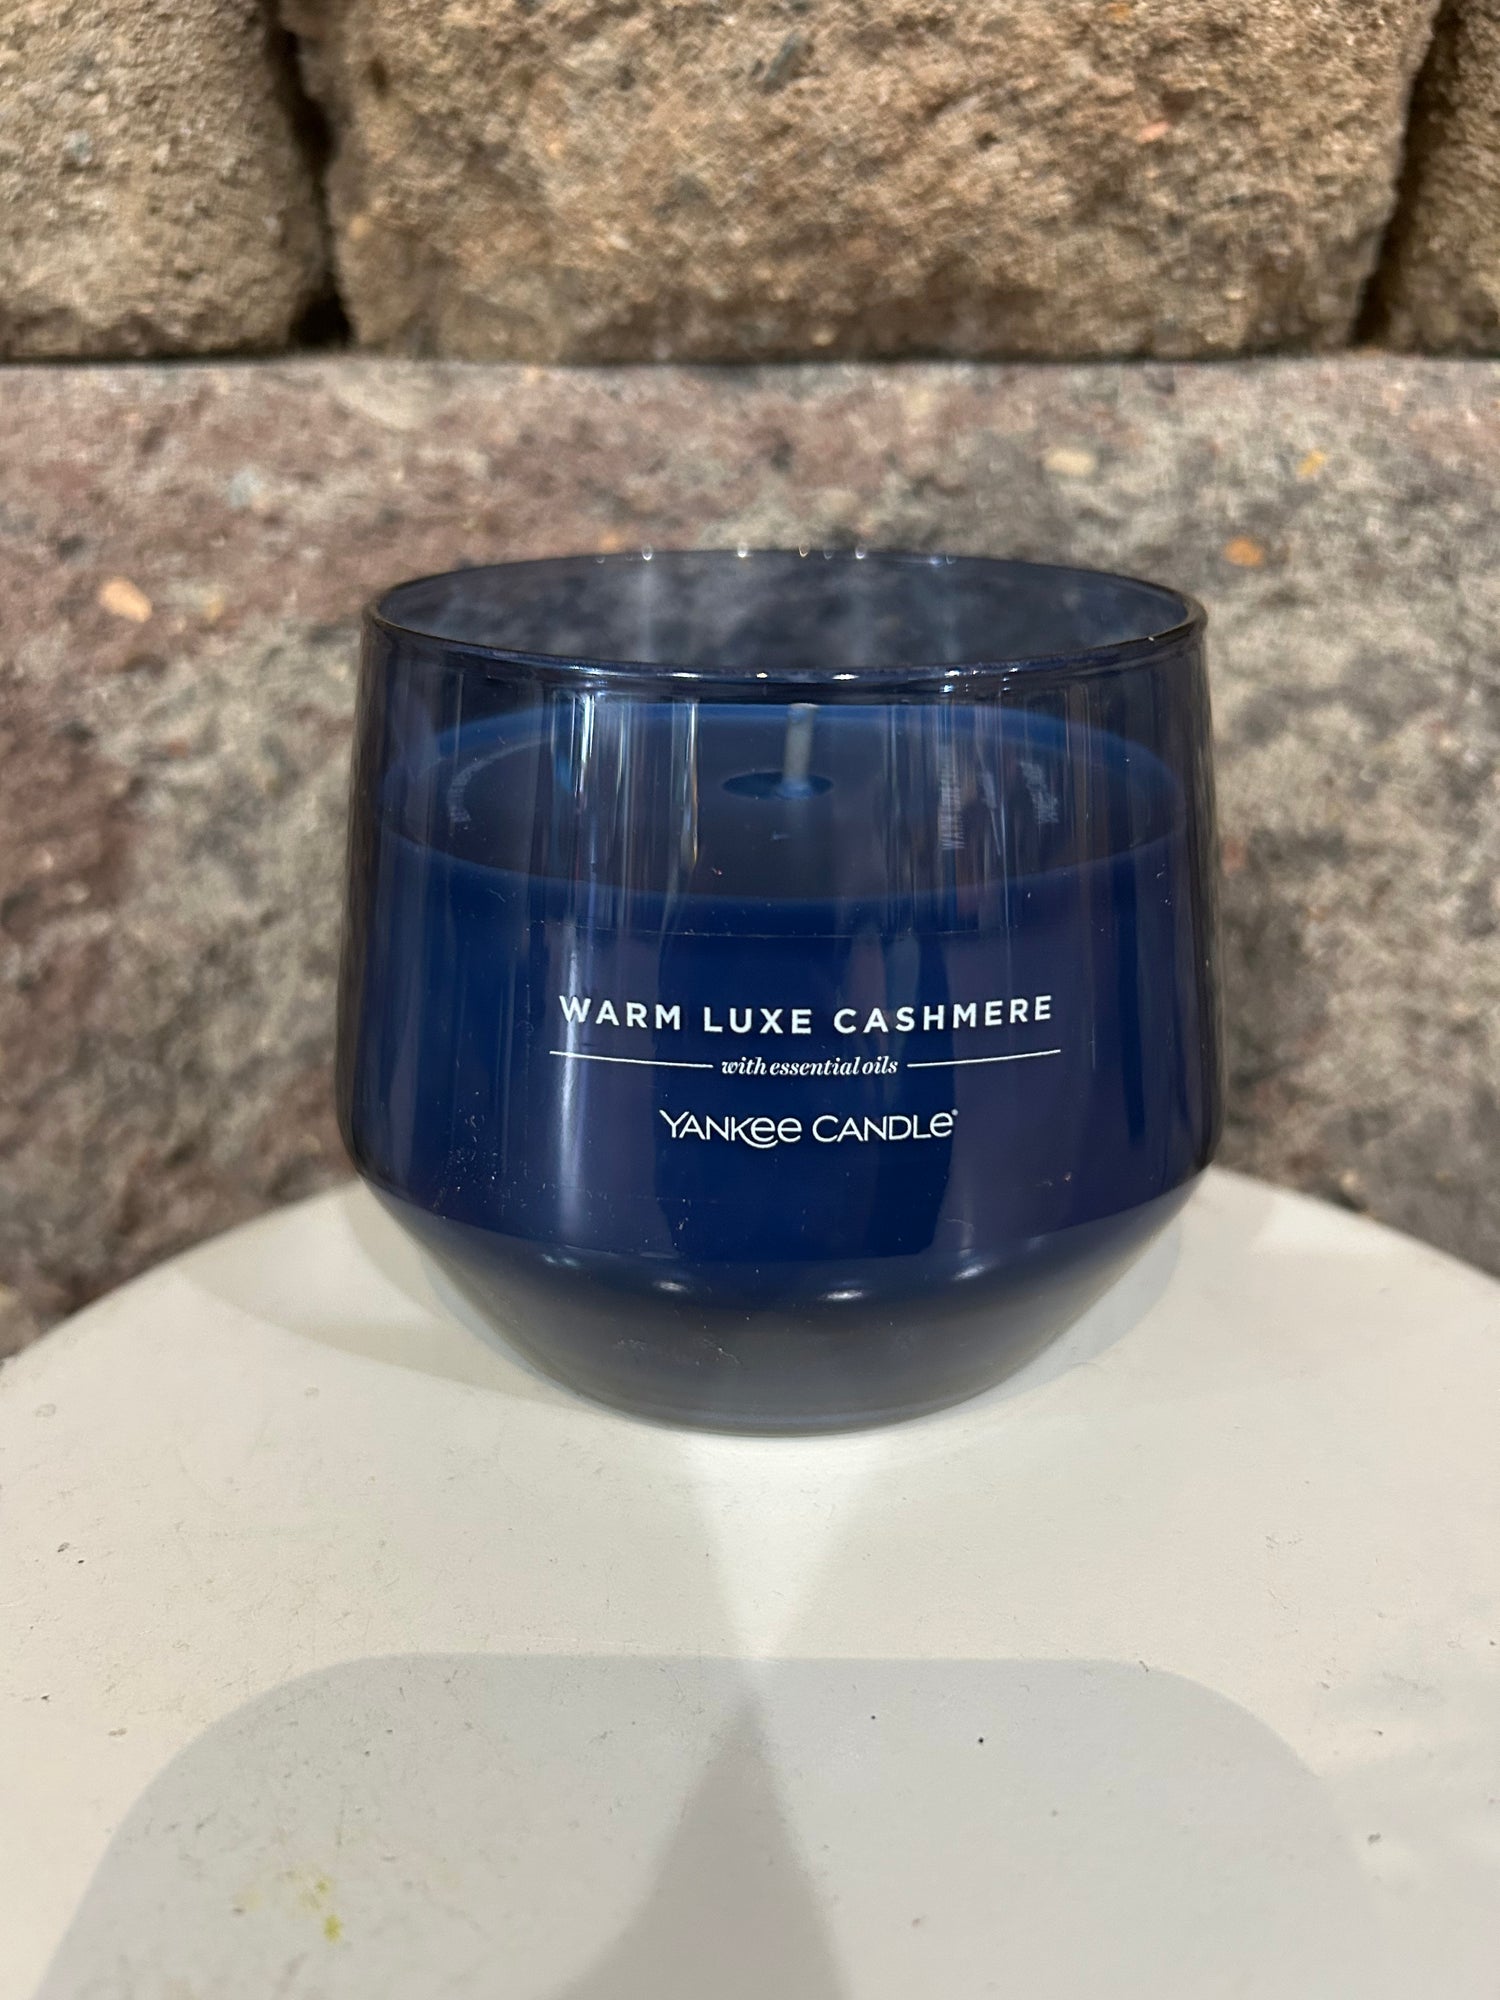 WARM LUXE CASHMERE
with essential oils
YANKEE CANDLE®